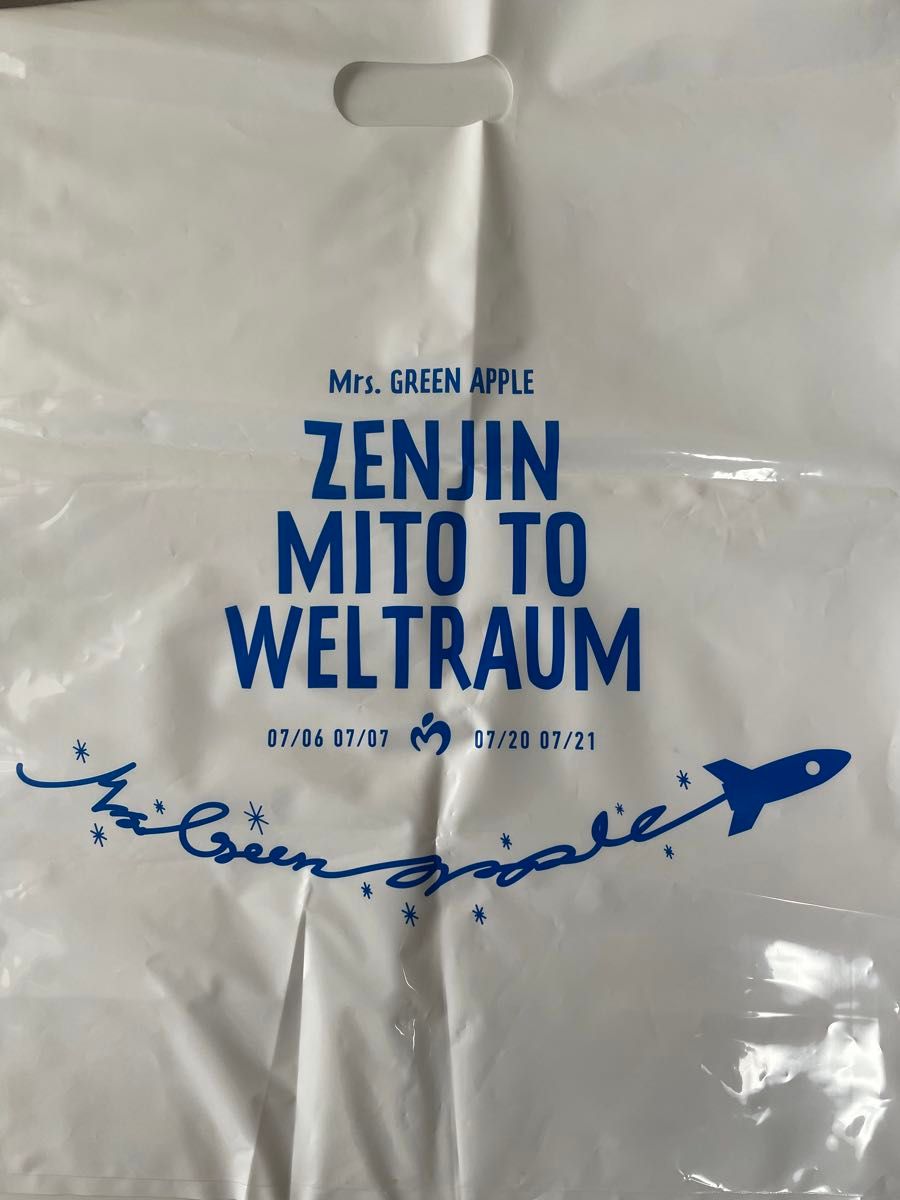 Mrs. GREEN APPLE
ZENJIN
MITO TO
WELTRAUM
07/06 07/07 07/20 07/21
Mrs. Green apple